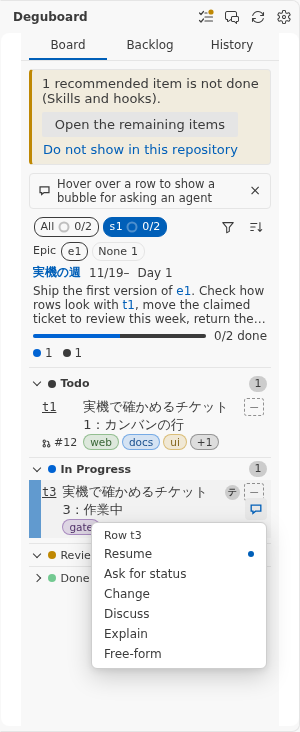 Deguboard
Board Backlog History
1 recommended item is not done
(Skills and hooks).
Open the remaining items
Do not show in this repository
Hover over a row to show a
bubble for asking an agent
All 0/2 s1 0/2
Epic e1 None 1
実機の週 11/19– Day 1
Ship the first version of e1. Check how
rows look with t1, move the claimed
ticket to review this week, return the…
0/2 done
1 1
Todo 1
t1 実機で確かめるチケット
1：カンバンの行
#12 web docs ui +1
In Progress 1
t3 実機で確かめるチケット テ
3：作業中
gate
Revie
Done
Row t3
Resume
Ask for status
Change
Discuss
Explain
Free-form